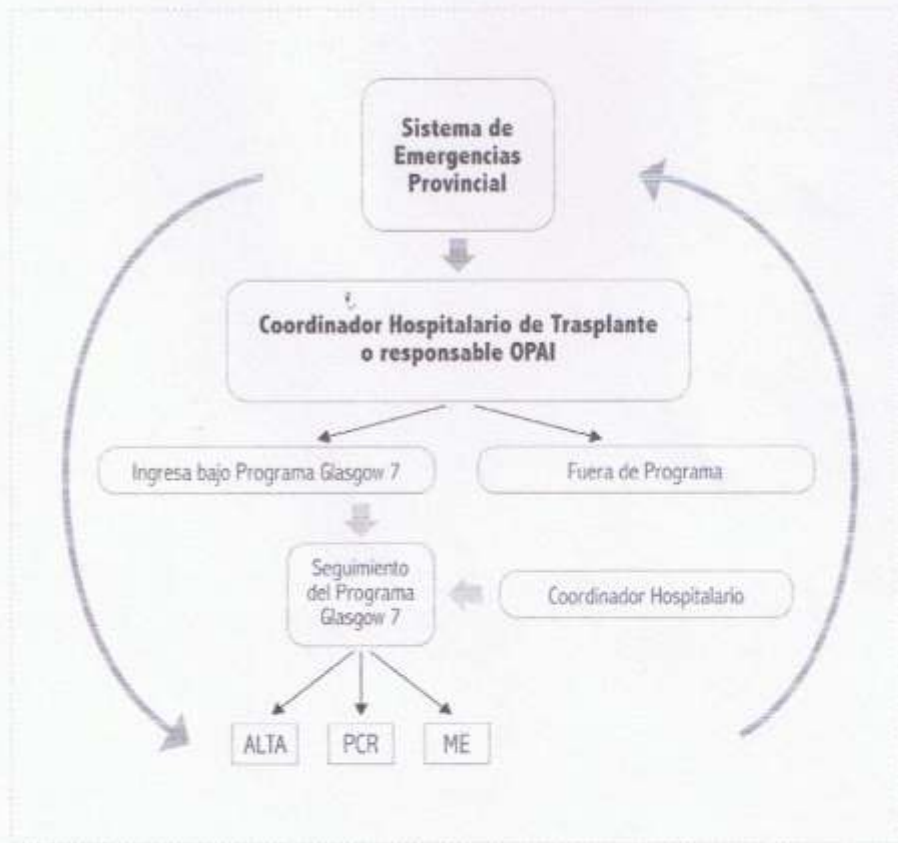 Sistema de
Emergencias
Provincial
Coordinador Hospitalario de Trasplante
o responsable OPAI
Ingresa bajo Programa Glasgow 7
Fuera de Programa
Seguimiento
del Programa
Glasgow 7
Coordinador Hospitalario
ALTA
PCR
ME